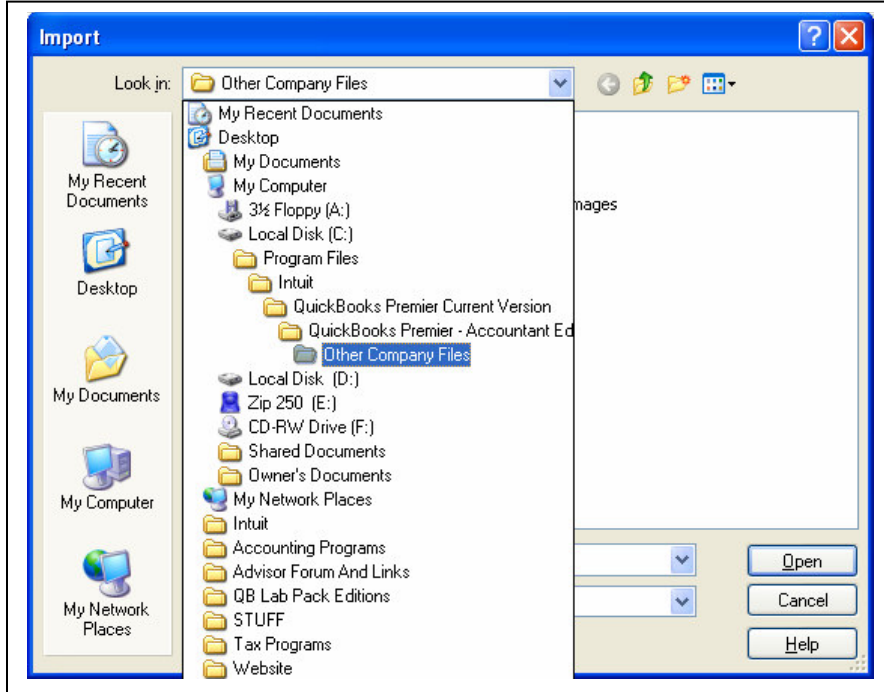 Import
Look in:
Other Company Files
My Recent Documents
Desktop
My Documents
My Computer
3½ Floppy (A:)
Local Disk (C:)
Program Files
Intuit
QuickBooks Premier Current Version
QuickBooks Premier - Accountant Ed
Other Company Files
Local Disk (D:)
Zip 250 (E:)
CD-RW Drive (F:)
Shared Documents
Owner's Documents
My Network Places
Intuit
Accounting Programs
Advisor Forum And Links
QB Lab Pack Editions
STUFF
Tax Programs
Website
My Recent
Documents
Desktop
My Documents
My Computer
My Network
Places
mages
Open
Cancel
Help